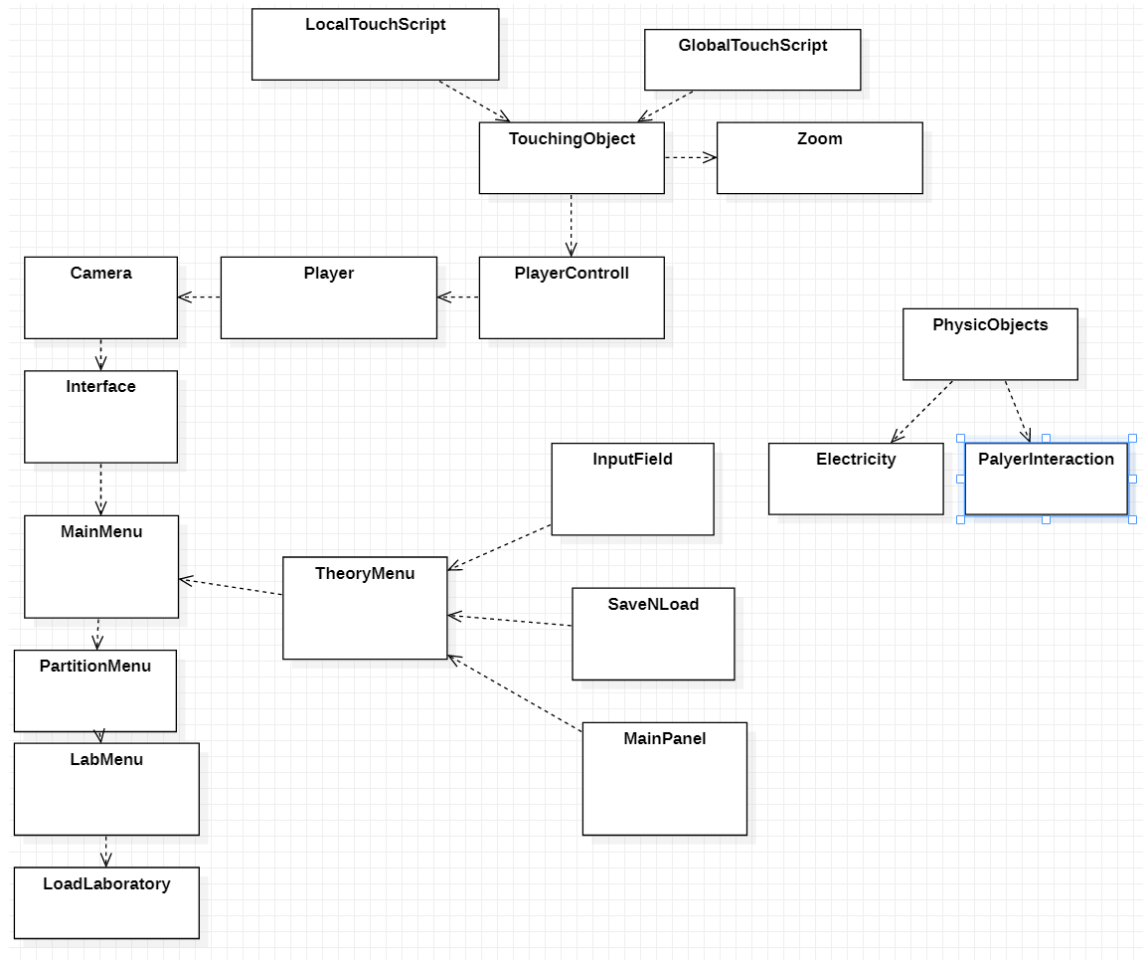 LocalTouchScript
GlobalTouchScript
TouchingObject
Zoom
Camera
Player
PlayerControll
PhysicObjects
Interface
InputField
Electricity
PalyerInteraction
MainMenu
TheoryMenu
SaveNLoad
PartitionMenu
MainPanel
LabMenu
LoadLaboratory